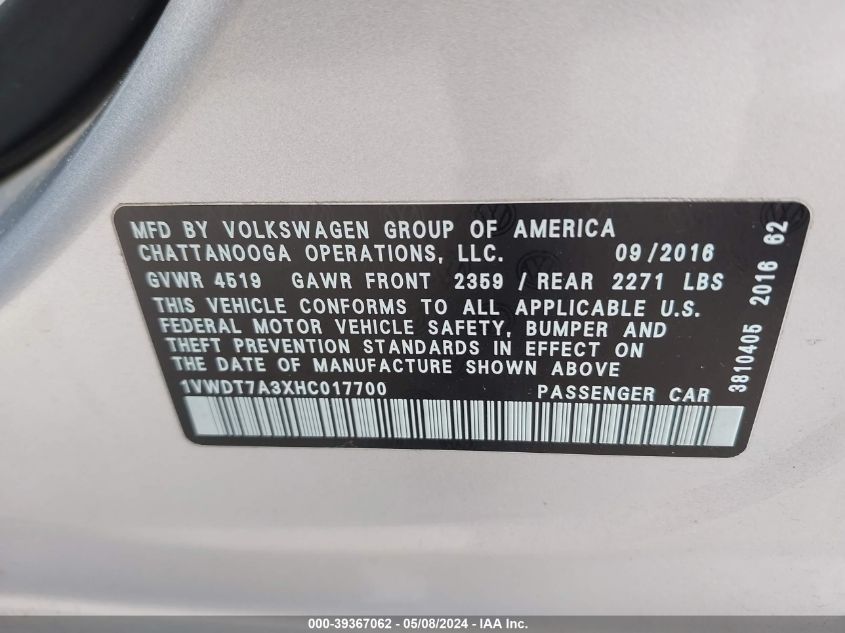 MFD BY VOLKSWAGEN GROUP OF AMERICA
CHATTANOOGA OPERATIONS, LLC. 09/2016
GVWR 4519 GAWR FRONT 2359 / REAR 2271 LBS
THIS VEHICLE CONFORMS TO ALL APPLICABLE U.S.
FEDERAL MOTOR VEHICLE SAFETY, BUMPER AND
THEFT PREVENTION STANDARDS IN EFFECT ON
THE DATE OF MANUFACTURE SHOWN ABOVE
1VWDT7A3XHC017700 PASSENGER CAR
3810405 2016 62
000-39367062 - 05/08/2024 - IAA Inc.